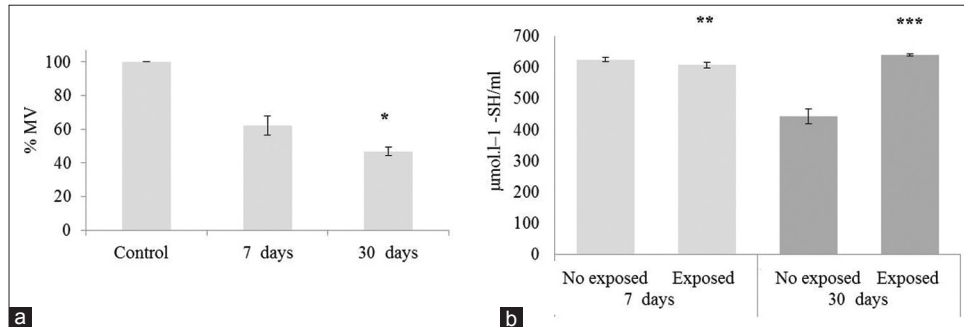 % MV
100
80
60
40
20
0
*
Control 7 days 30 days
a
µmol.l–1 -SH/ml
700
600
500
400
300
200
100
0
** ***
No exposed Exposed No exposed Exposed
7 days 30 days
b